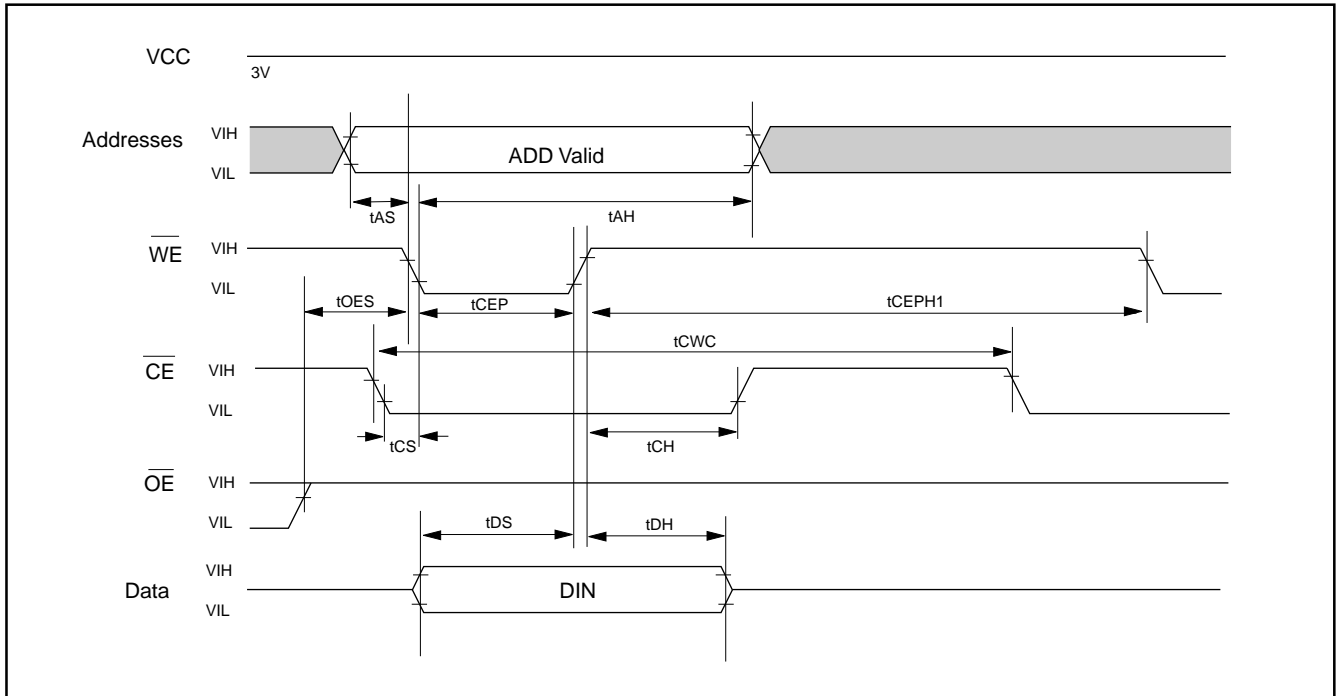 VCC
3V
Addresses
VIH
VIL
ADD Valid
tAS
tAH
WE
VIH
VIL
tOES
tCEP
tCEPH1
tCWC
CE
VIH
VIL
tCS
tCH
OE
VIH
VIL
tDS
tDH
Data
VIH
VIL
DIN